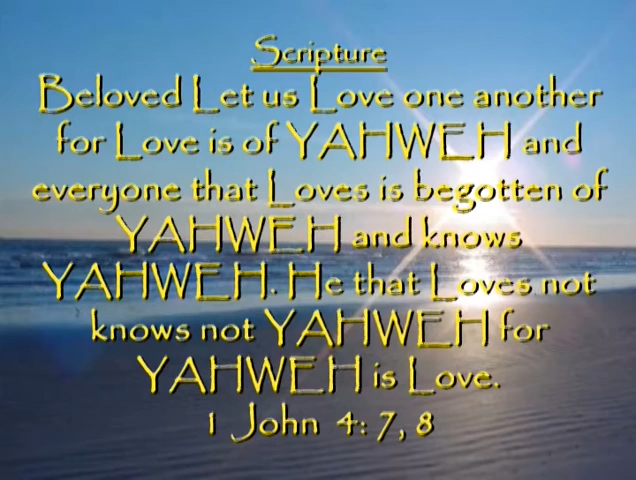 Scripture
Beloved Let us Love one another
for Love is of YAHWEH and
everyone that Loves is begotten of
YAHWEH and knows
YAHWEH. He that Loves not
knows not YAHWEH for
YAHWEH is Love.
1 John 4: 7, 8